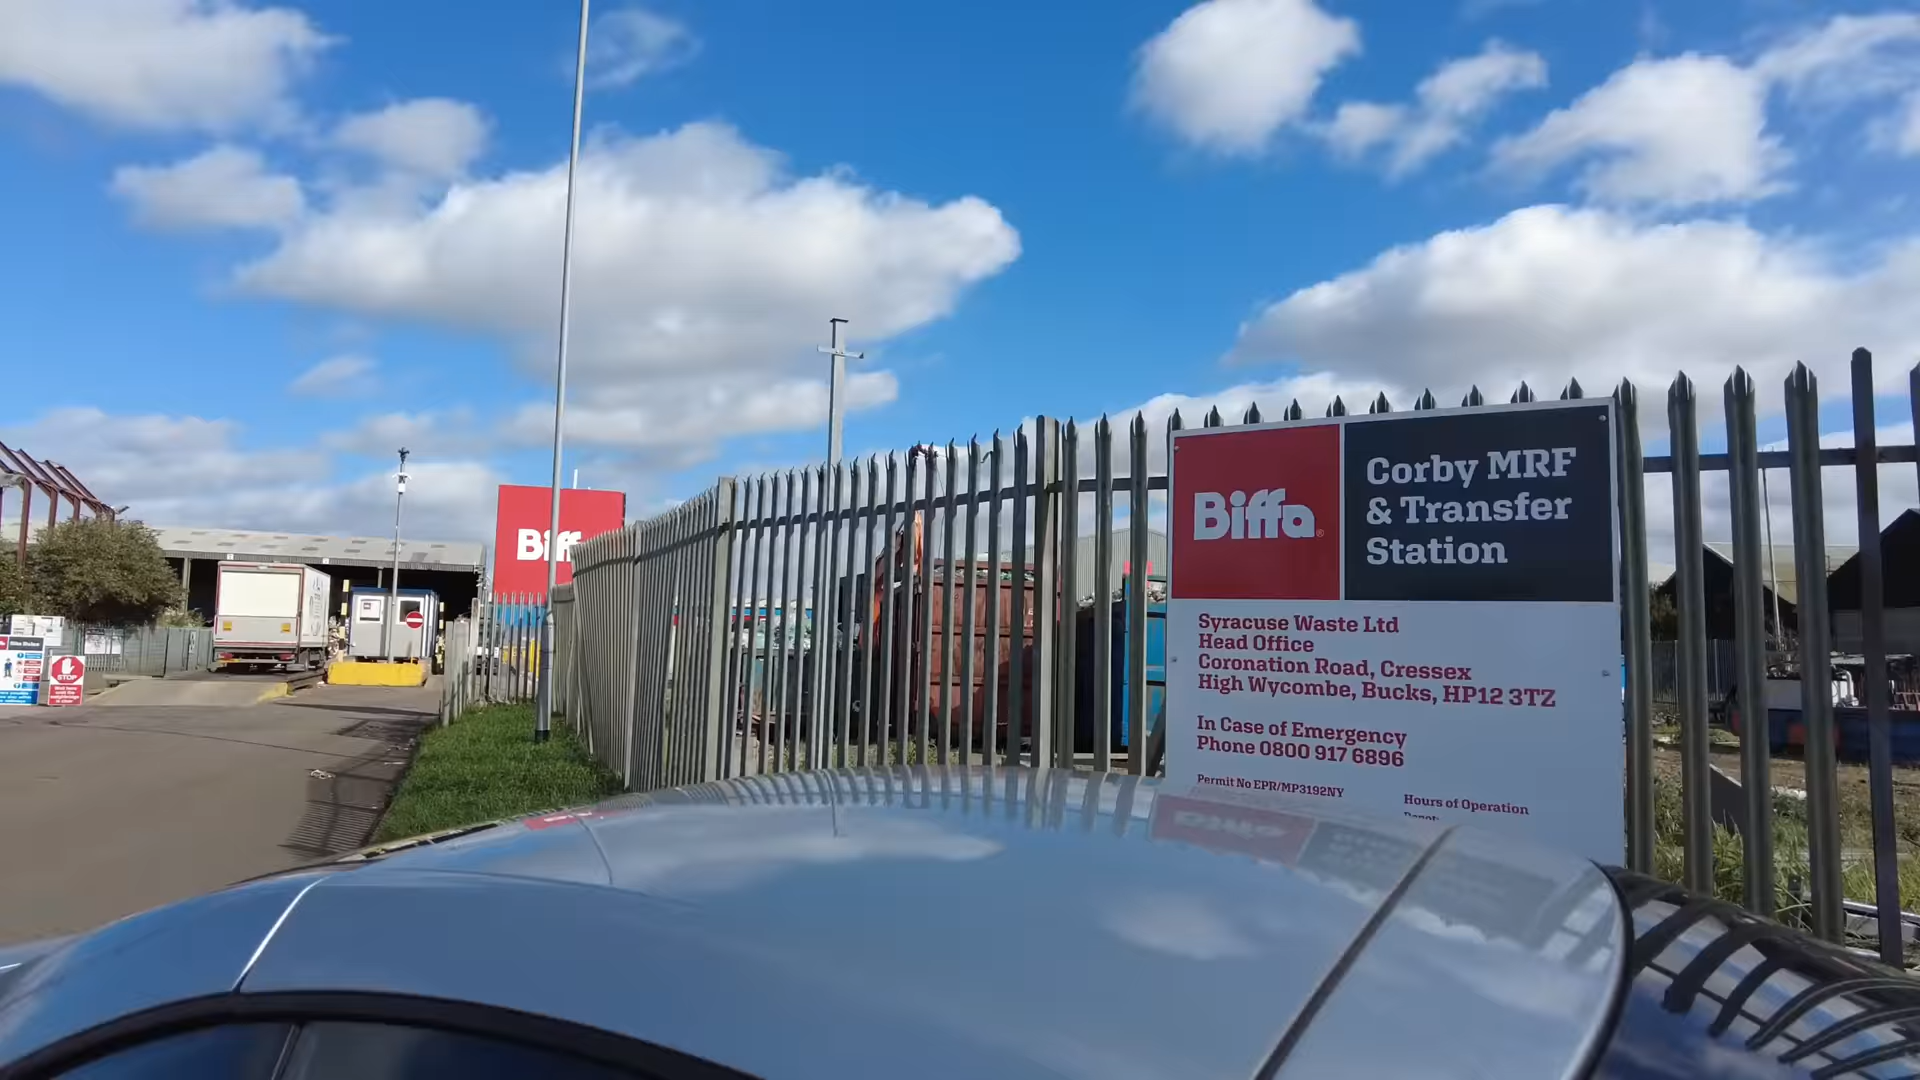 Biffa
Corby MRF
& Transfer
Station
Syracuse Waste Ltd
Head Office
Coronation Road, Cressex
High Wycombe, Bucks, HP12 3TZ
In Case of Emergency
Phone 0800 917 6896
Permit No EPR/MP3192NY
Hours of Operation
Biff
STOP